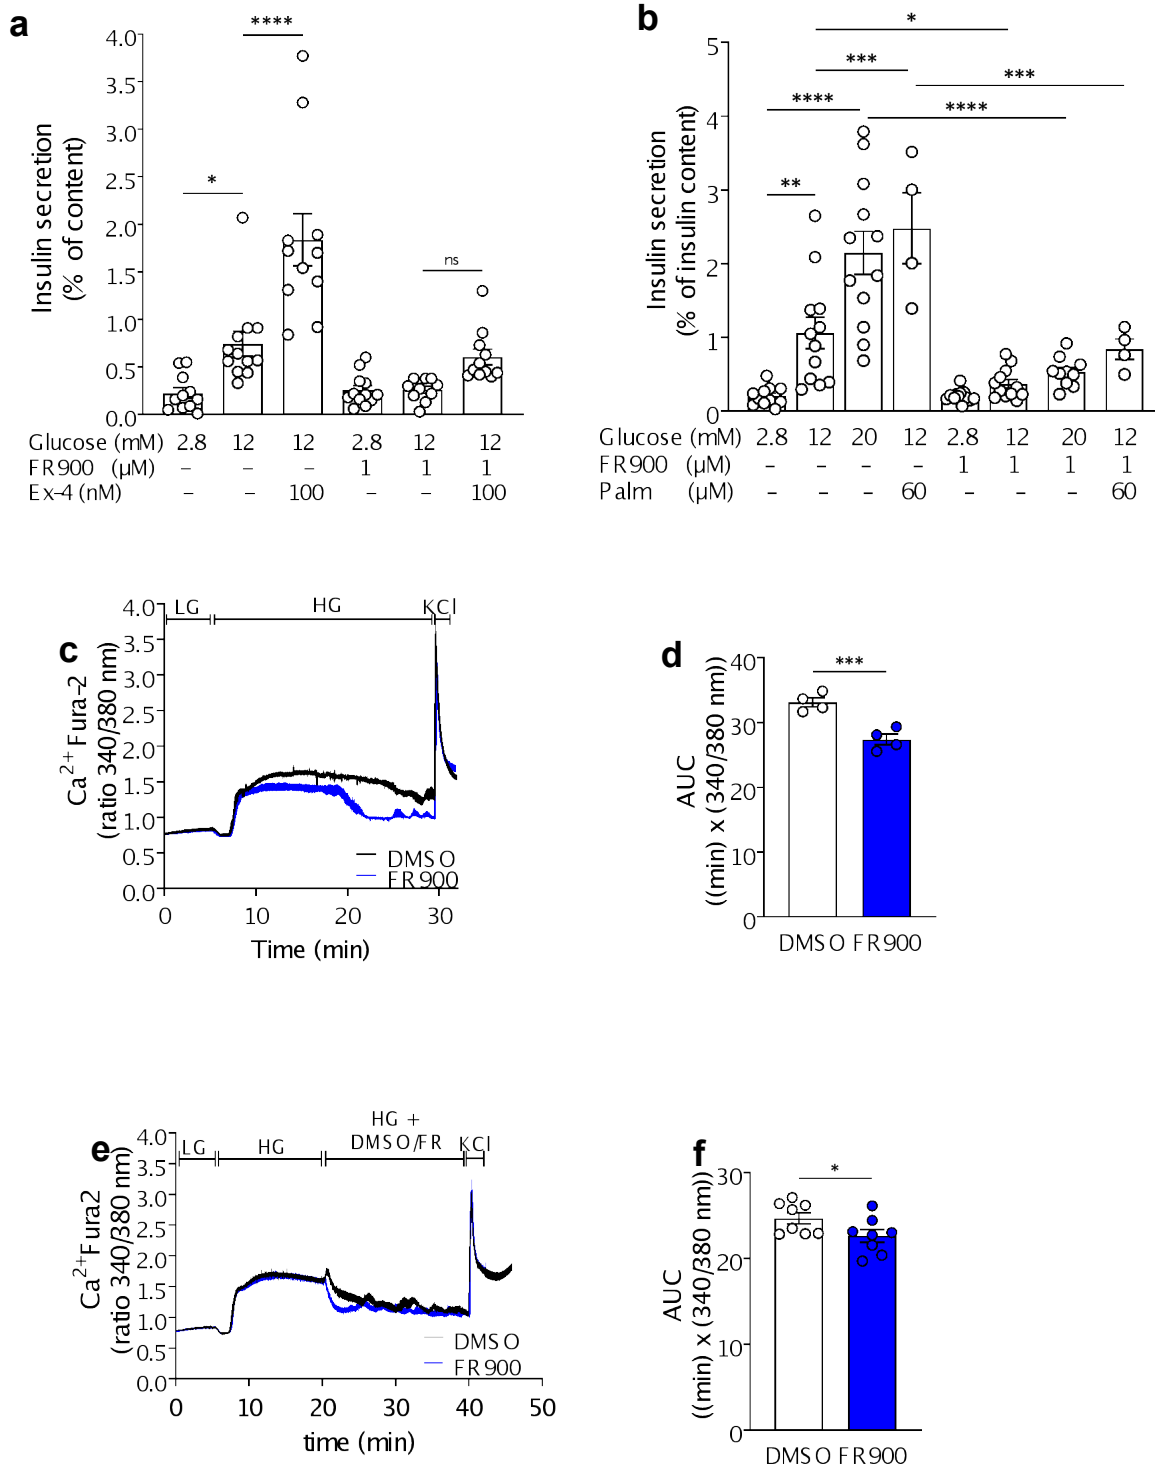 a
****
*
ns
4.0
3.5
3.0
2.5
2.0
1.5
1.0
0.5
0.0
Insulin secretion
(% of content)
Glucose (mM) 2.8 12 12 2.8 12 12
FR900 (µM) – – – 1 1 1
Ex-4 (nM) – – 100 – – 100
b
*
***
***
****
****
**
5
4
3
2
1
0
Insulin secretion
(% of insulin content)
Glucose (mM) 2.8 12 20 12 2.8 12 20 12
FR900 (µM) – – – – 1 1 1 1
Palm (µM) – – – 60 – – – 60
c
LG HG KCl
4.0
3.5
3.0
2.5
2.0
1.5
1.0
0.5
0.0
Ca2+ Fura-2
(ratio 340/380 nm)
DMSO
FR900
0 10 20 30
Time (min)
d
***
40
30
20
10
0
AUC
((min) x (340/380 nm))
DMSO FR900
e
HG +
LG HG DMSO/FR KCl
4.0
3.5
3.0
2.5
2.0
1.5
1.0
0.5
0.0
Ca2+Fura2
(ratio 340/380 nm)
DMSO
FR900
0 10 20 30 40 50
time (min)
f
*
30
20
10
0
AUC
((min) x (340/380 nm))
DMSO FR900